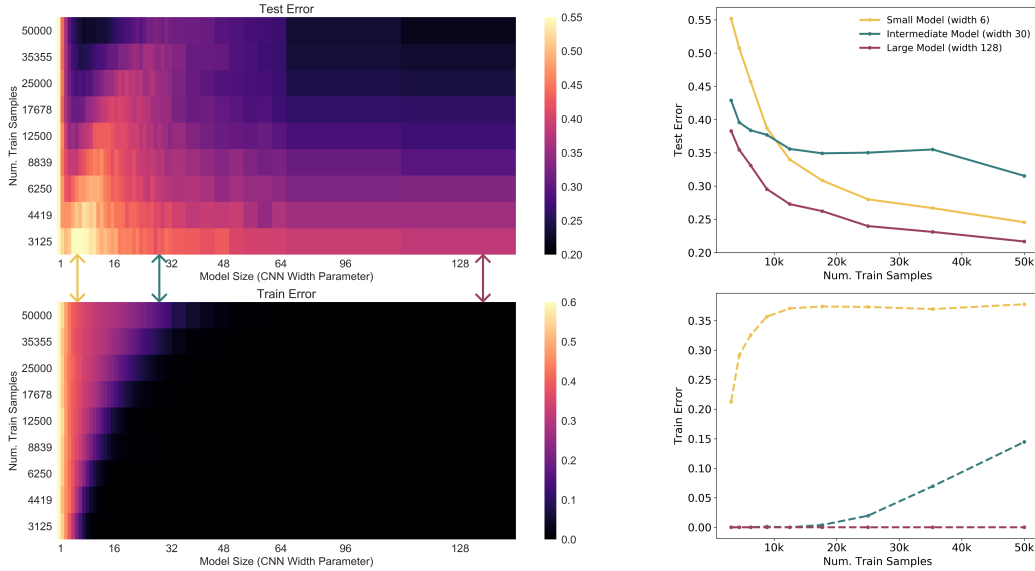 Test Error
Num. Train Samples
50000
35355
25000
17678
12500
8839
6250
4419
3125
1 16 32 48 64 96 128
Model Size (CNN Width Parameter)
0.55
0.50
0.45
0.40
0.35
0.30
0.25
0.20
Train Error
Num. Train Samples
50000
35355
25000
17678
12500
8839
6250
4419
3125
1 16 32 48 64 96 128
Model Size (CNN Width Parameter)
0.6
0.5
0.4
0.3
0.2
0.1
0.0
Small Model (width 6)
Intermediate Model (width 30)
Large Model (width 128)
Test Error
0.55
0.50
0.45
0.40
0.35
0.30
0.25
0.20
10k 20k 30k 40k 50k
Num. Train Samples
Train Error
0.35
0.30
0.25
0.20
0.15
0.10
0.05
0.00
10k 20k 30k 40k 50k
Num. Train Samples